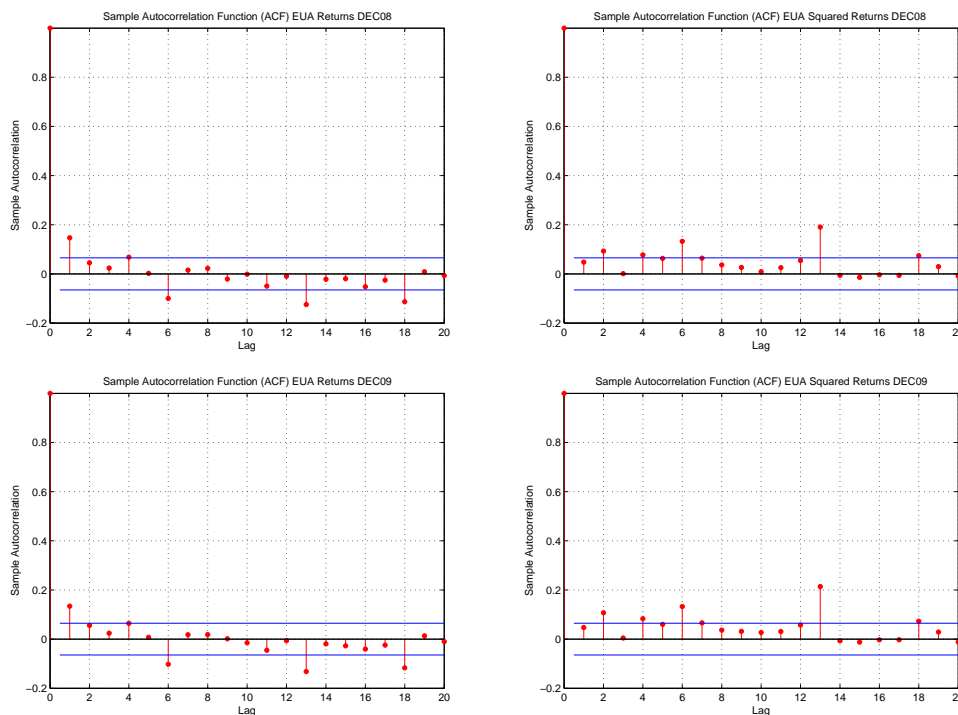 Sample Autocorrelation Function (ACF) EUA Returns DEC08
Sample Autocorrelation
0.8
0.6
0.4
0.2
0
−0.2
0 2 4 6 8 10 12 14 16 18 20
Lag
Sample Autocorrelation Function (ACF) EUA Squared Returns DEC08
Sample Autocorrelation
0.8
0.6
0.4
0.2
0
−0.2
0 2 4 6 8 10 12 14 16 18 20
Lag
Sample Autocorrelation Function (ACF) EUA Returns DEC09
Sample Autocorrelation
0.8
0.6
0.4
0.2
0
−0.2
0 2 4 6 8 10 12 14 16 18 20
Lag
Sample Autocorrelation Function (ACF) EUA Squared Returns DEC09
Sample Autocorrelation
0.8
0.6
0.4
0.2
0
−0.2
0 2 4 6 8 10 12 14 16 18 20
Lag